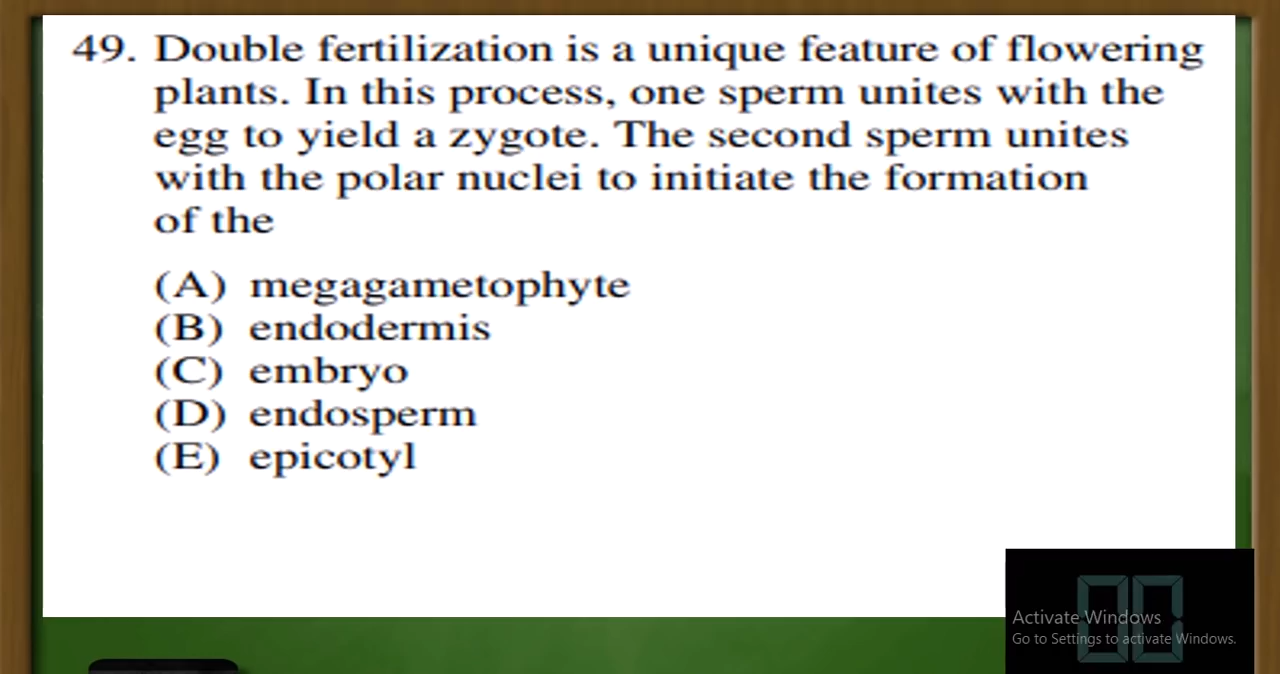 49. Double fertilization is a unique feature of flowering
plants. In this process, one sperm unites with the
egg to yield a zygote. The second sperm unites
with the polar nuclei to initiate the formation
of the
(A) megagametophyte
(B) endodermis
(C) embryo
(D) endosperm
(E) epicotyl
00
Activate Windows
Go to Settings to activate Windows.